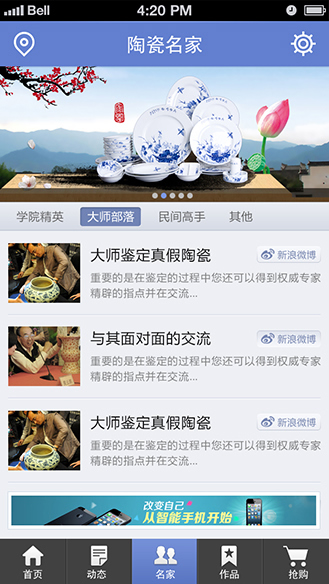 Bell 4:20 PM
陶瓷名家
学院精英 大师部落 民间高手 其他
大师鉴定真假陶瓷 新浪微博
重要的是在鉴定的过程中您还可以得到权威专家
精辟的指点并在交流...
与其面对面的交流 新浪微博
重要的是在鉴定的过程中您还可以得到权威专家
精辟的指点并在交流...
大师鉴定真假陶瓷 新浪微博
重要的是在鉴定的过程中您还可以得到权威专家
精辟的指点并在交流...
改变自己
从智能手机开始
首页 动态 名家 作品 抢购